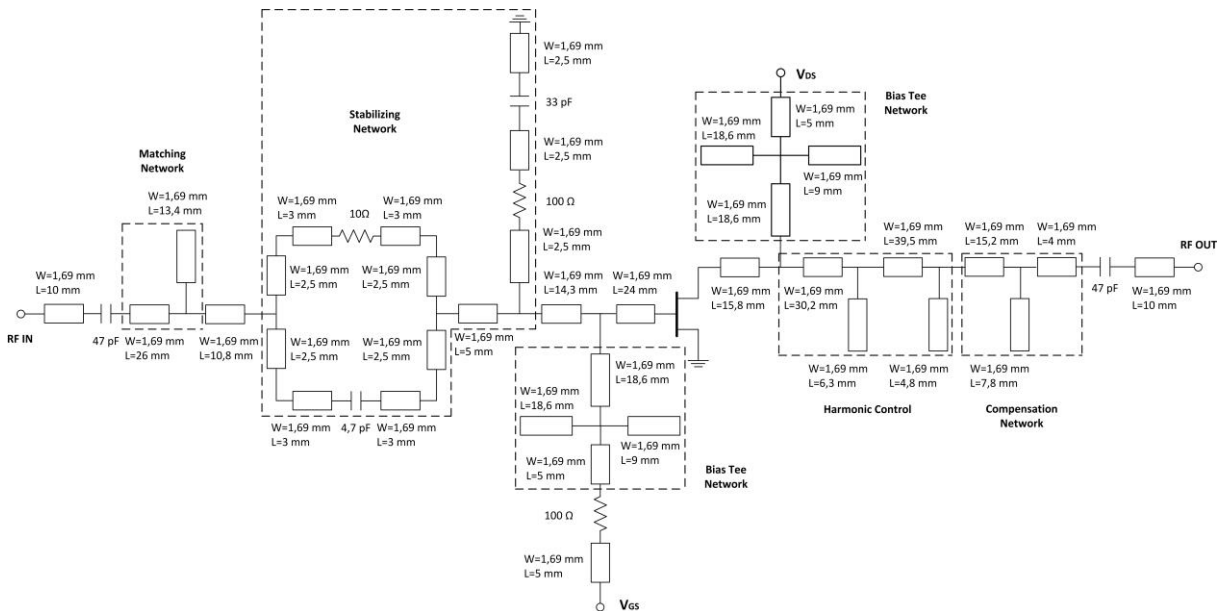 W=1,69 mm
L=2,5 mm
33 pF
W=1,69 mm
L=2,5 mm
100 Ω
W=1,69 mm
L=2,5 mm
Stabilizing
Network
Matching
Network
W=1,69 mm
L=13,4 mm
W=1,69 mm
L=3 mm
10Ω
W=1,69 mm
L=3 mm
W=1,69 mm
L=2,5 mm
W=1,69 mm
L=2,5 mm
W=1,69 mm
L=10 mm
RF IN
47 pF
W=1,69 mm
L=26 mm
W=1,69 mm
L=10,8 mm
W=1,69 mm
L=2,5 mm
W=1,69 mm
L=2,5 mm
W=1,69 mm
L=3 mm
4,7 pF
W=1,69 mm
L=3 mm
W=1,69 mm
L=5 mm
W=1,69 mm
L=14,3 mm
W=1,69 mm
L=24 mm
W=1,69 mm
L=18,6 mm
W=1,69 mm
L=18,6 mm
W=1,69 mm
L=5 mm
W=1,69 mm
L=9 mm
Bias Tee
Network
100 Ω
W=1,69 mm
L=5 mm
VGS
VDS
Bias Tee
Network
W=1,69 mm
L=5 mm
W=1,69 mm
L=18,6 mm
W=1,69 mm
L=9 mm
W=1,69 mm
L=18,6 mm
W=1,69 mm
L=15,8 mm
W=1,69 mm
L=30,2 mm
W=1,69 mm
L=39,5 mm
W=1,69 mm
L=15,2 mm
W=1,69 mm
L=4 mm
RF OUT
47 pF
W=1,69 mm
L=10 mm
W=1,69 mm
L=6,3 mm
W=1,69 mm
L=4,8 mm
W=1,69 mm
L=7,8 mm
Harmonic Control
Compensation
Network